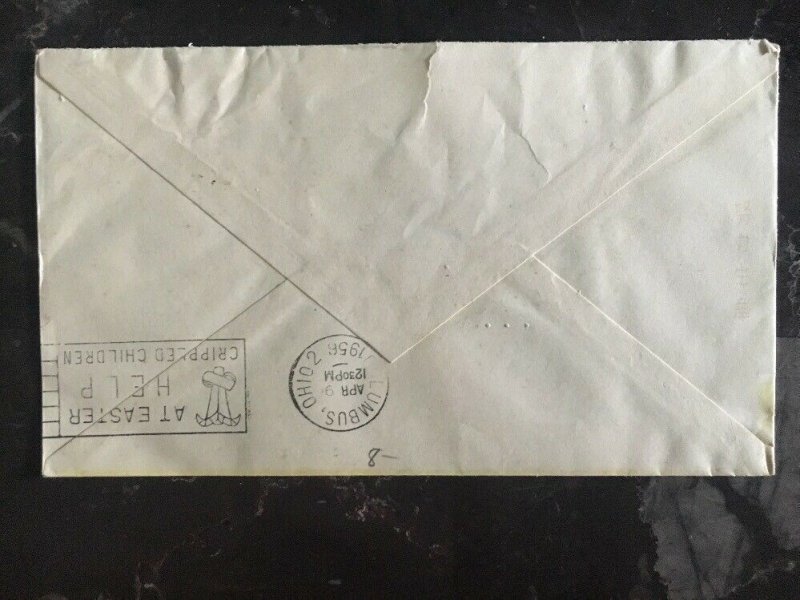 AT EASTER
HELP
CRIPPLED CHILDREN
LUMBUS, OHIO 2
APR 9
12 30 PM
1956
8-